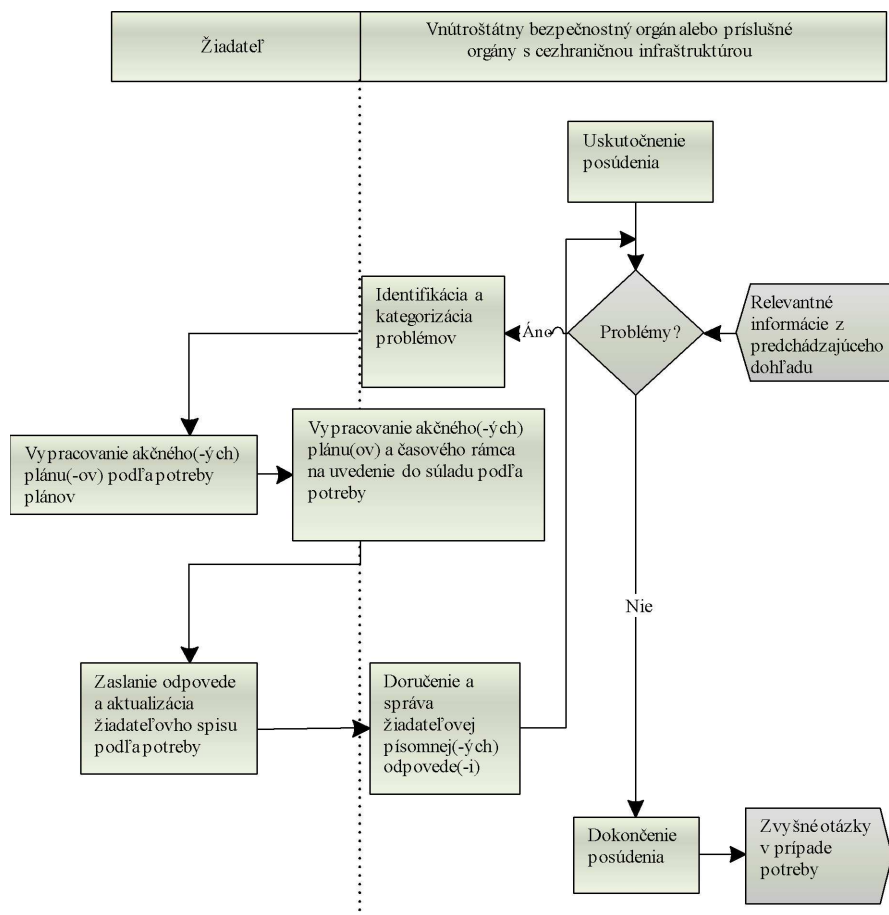 Žiadateľ
Vnútroštátny bezpečnostný orgán alebo príslušné
orgány s cezhraničnou infraštruktúrou
Uskutočnenie
posúdenia
Identifikácia a
kategorizácia
problémov
Áno
Problémy?
Relevantné
informácie z
predchádzajúceho
dohľadu
Vypracovanie akčného(-ých)
plánu(-ov) podľa potreby
plánov
Vypracovanie akčného(-ých)
plánu(ov) a časového rámca
na uvedenie do súladu podľa
potreby
Nie
Zaslanie odpovede
a aktualizácia
žiadateľovho spisu
podľa potreby
Doručenie a
správa
žiadateľovej
písomnej(-ých)
odpovede(-i)
Dokončenie
posúdenia
Zvyšné otázky
v prípade
potreby